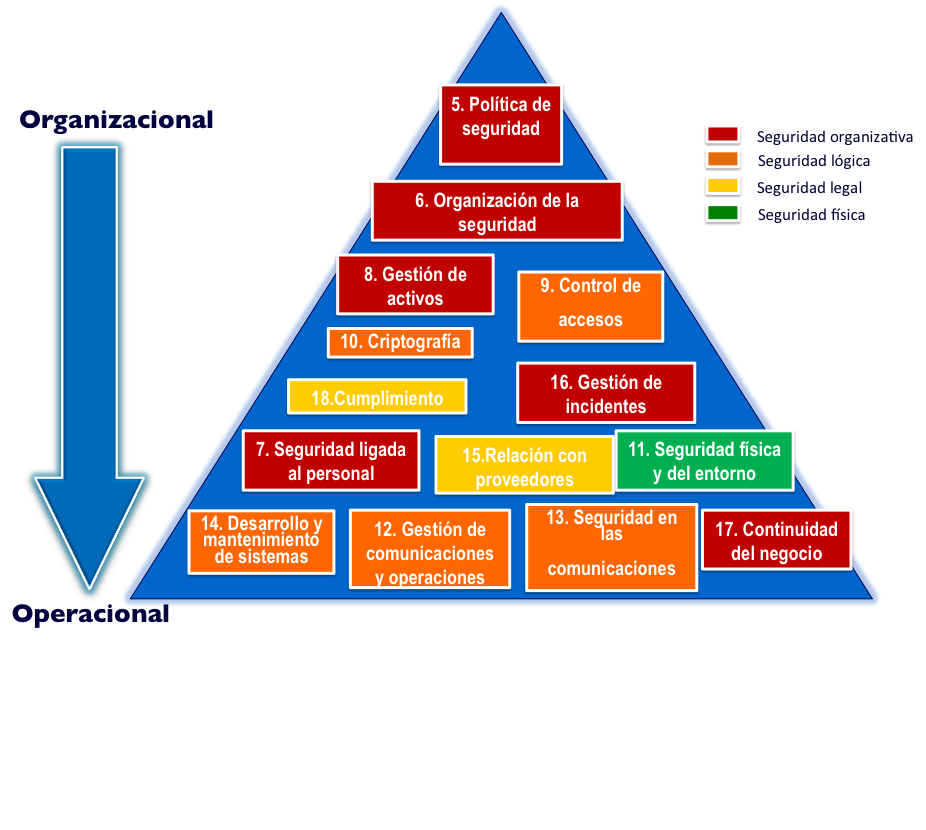 Organizacional
5. Política de
seguridad
Seguridad organizativa
Seguridad lógica
Seguridad legal
Seguridad física
6. Organización de la
seguridad
8. Gestión de
activos
9. Control de
accesos
10. Criptografía
18.Cumplimiento
16. Gestión de
incidentes
7. Seguridad ligada
al personal
15.Relación con
proveedores
11. Seguridad física
y del entorno
14. Desarrollo y
mantenimiento
de sistemas
12. Gestión de
comunicaciones
y operaciones
13. Seguridad en
las
comunicaciones
17. Continuidad
del negocio
Operacional